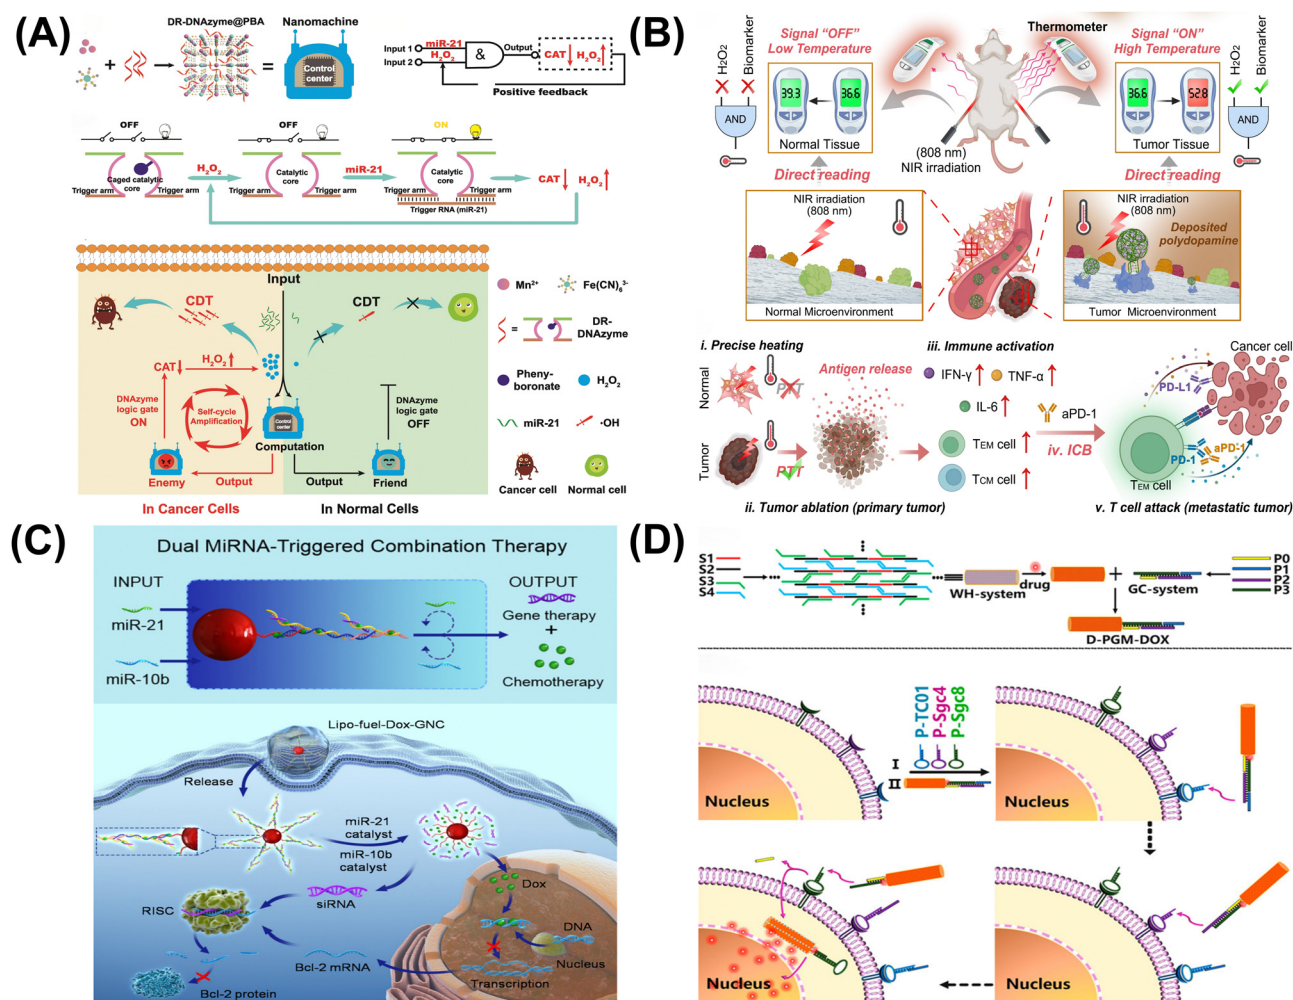 (A)
DR-DNAzyme@PBA
Nanomachine
+
=
Control
center
Input 1
miR-21
Input 2
H₂O₂
&
Output
CAT↓ H₂O₂↑
Positive feedback
OFF
OFF
ON
Caged catalytic
core
Trigger arm
Trigger arm
H₂O₂
Catalytic
core
Trigger arm
Trigger arm
miR-21
Catalytic
core
Trigger arm
Trigger arm
Trigger RNA (miR-21)
CAT↓ H₂O₂↑
Input
CDT
CDT
CAT↓
H₂O₂↑
DNAzyme
logic gate
ON
Self-cycle
Amplification
Control
center
Computation
DNAzyme
logic gate
OFF
Enemy
Output
Output
Friend
In Cancer Cells
In Normal Cells
Mn²⁺
Fe(CN)₆³⁻
=
DR-
DNAzyme
Pheny-
boronate
H₂O₂
miR-21
·OH
Cancer cell
Normal cell
(B)
Signal “OFF”
Low Temperature
Thermometer
Signal “ON”
High Temperature
H₂O₂
Biomarker
AND
39.3
36.6
Normal Tissue
36.6
52.8
Tumor Tissue
H₂O₂
Biomarker
AND
(808 nm)
NIR irradiation
Direct reading
Direct reading
NIR irradiation
(808 nm)
Normal Microenvironment
NIR irradiation
(808 nm)
Deposited
polydopamine
Tumor Microenvironment
i. Precise heating
iii. Immune activation
Normal
PTT
Tumor
PTT
Antigen release
IFN-γ↑
TNF-α↑
IL-6↑
TEM cell↑
TCM cell↑
aPD-1
iv. ICB
Cancer cell
PD-L1
PD-1
aPD-1
TEM cell
ii. Tumor ablation (primary tumor)
v. T cell attack (metastatic tumor)
(C)
Dual MiRNA-Triggered Combination Therapy
INPUT
miR-21
miR-10b
OUTPUT
Gene therapy
+
Chemotherapy
Lipo-fuel-Dox-GNC
Release
miR-21
catalyst
miR-10b
catalyst
Dox
siRNA
RISC
DNA
Nucleus
Bcl-2 mRNA
Transcription
Bcl-2 protein
(D)
S1
S2
S3
S4
WH-system
drug
+
GC-system
P0
P1
P2
P3
D-PGM-DOX
P-TC01
P-Sgc4
P-Sgc8
I
II
Nucleus
Nucleus
Nucleus
Nucleus